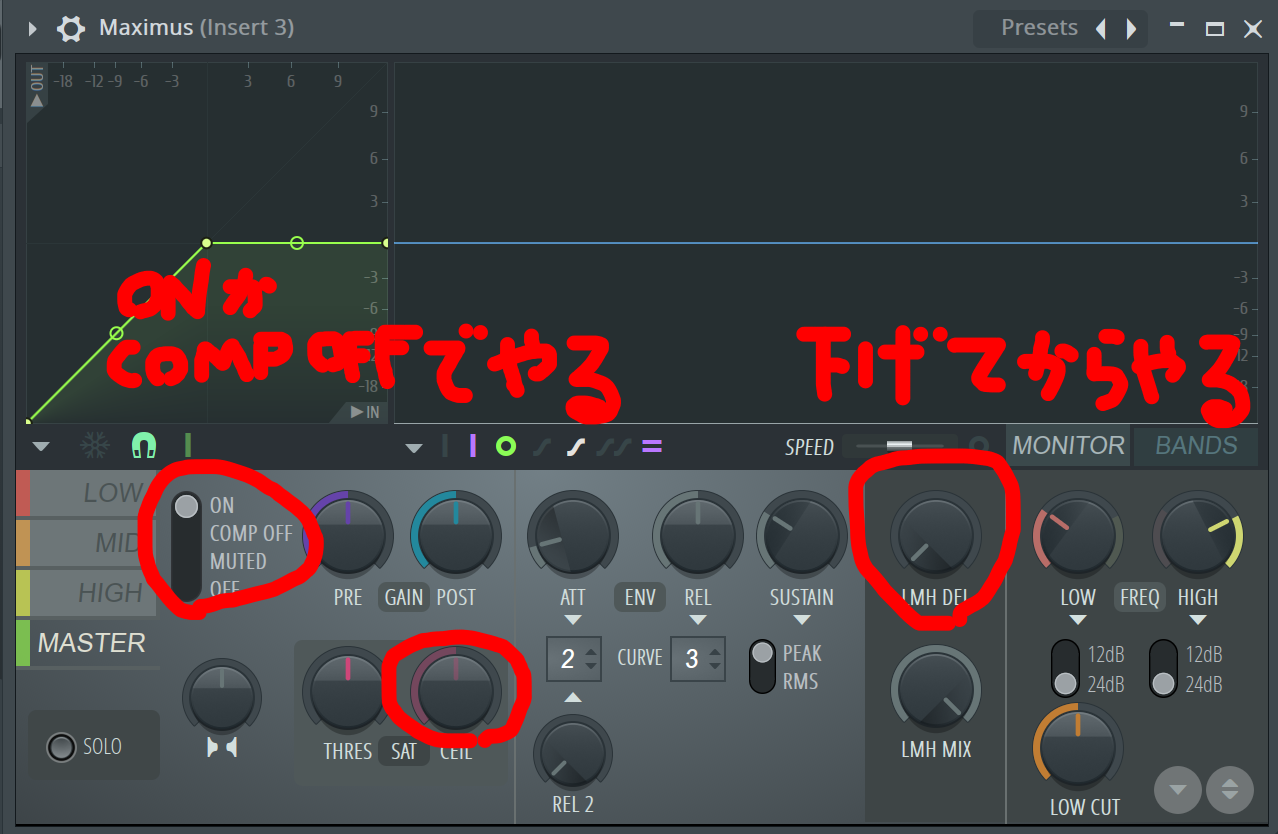 Maximus (Insert 3)
Presets
OUT
-18 -12 -9 -6 -3 3 6 9
9 9
6 6
3 3
-3 -3
-6 -6
-9 -9
12 -12
-18
IN
ONか
COMP OFFでやる
下げてからやる
SPEED
MONITOR BANDS
LOW
MID
HIGH
MASTER
SOLO
ON
COMP OFF
MUTED
OFF
PRE GAIN POST
THRES SAT CEIL
ATT ENV REL SUSTAIN
2 CURVE 3
PEAK
RMS
REL 2
LMH DEL
LMH MIX
LOW FREQ HIGH
12dB 12dB
24dB 24dB
LOW CUT